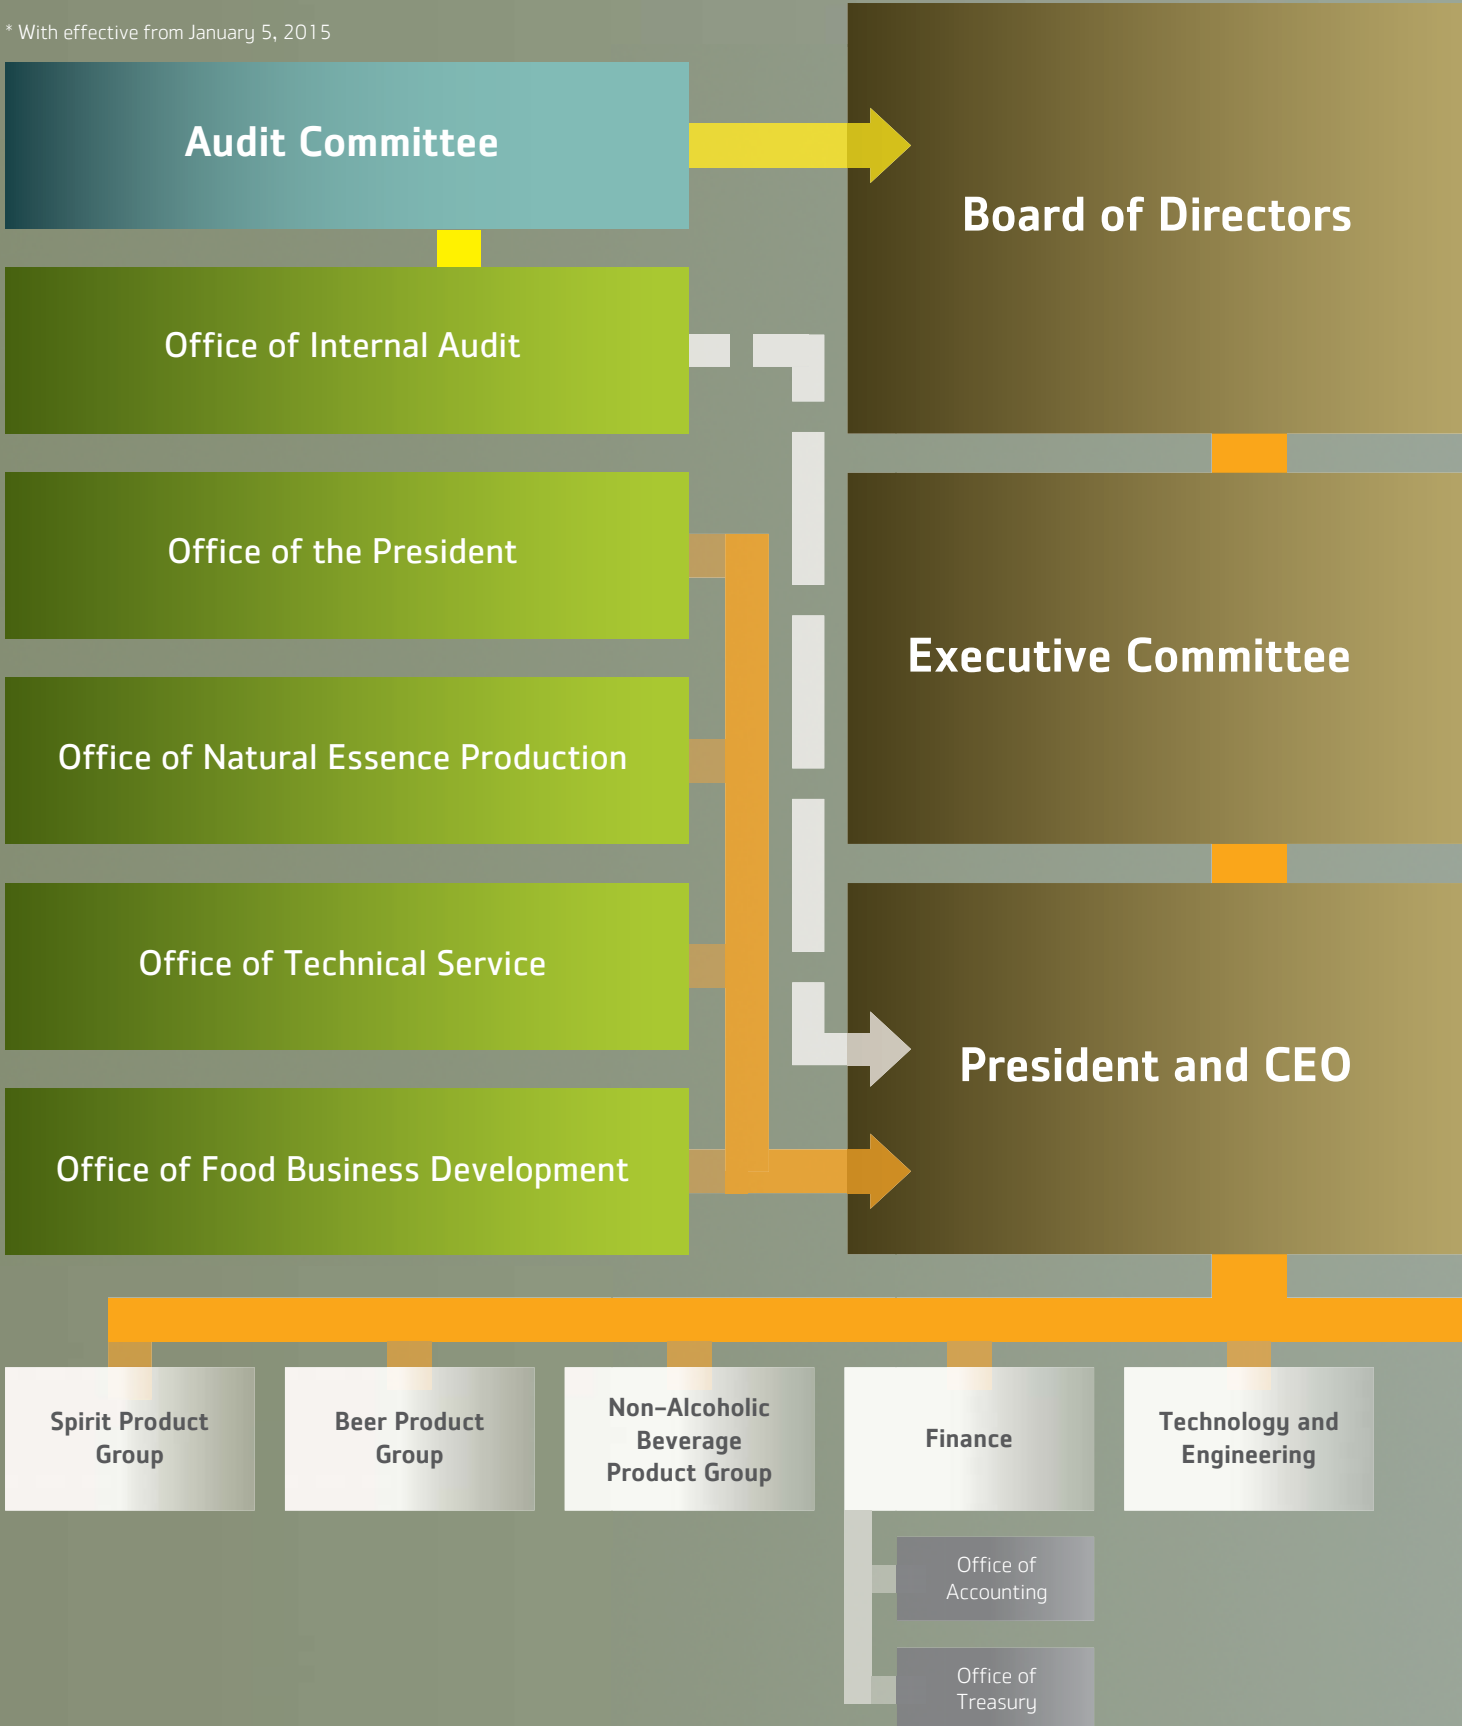 * With effective from January 5, 2015
Audit Committee
Board of Directors
Office of Internal Audit
Office of the President
Executive Committee
Office of Natural Essence Production
Office of Technical Service
President and CEO
Office of Food Business Development
Spirit Product
Group
Beer Product
Group
Non-Alcoholic
Beverage
Product Group
Finance
Technology and
Engineering
Office of
Accounting
Office of
Treasury